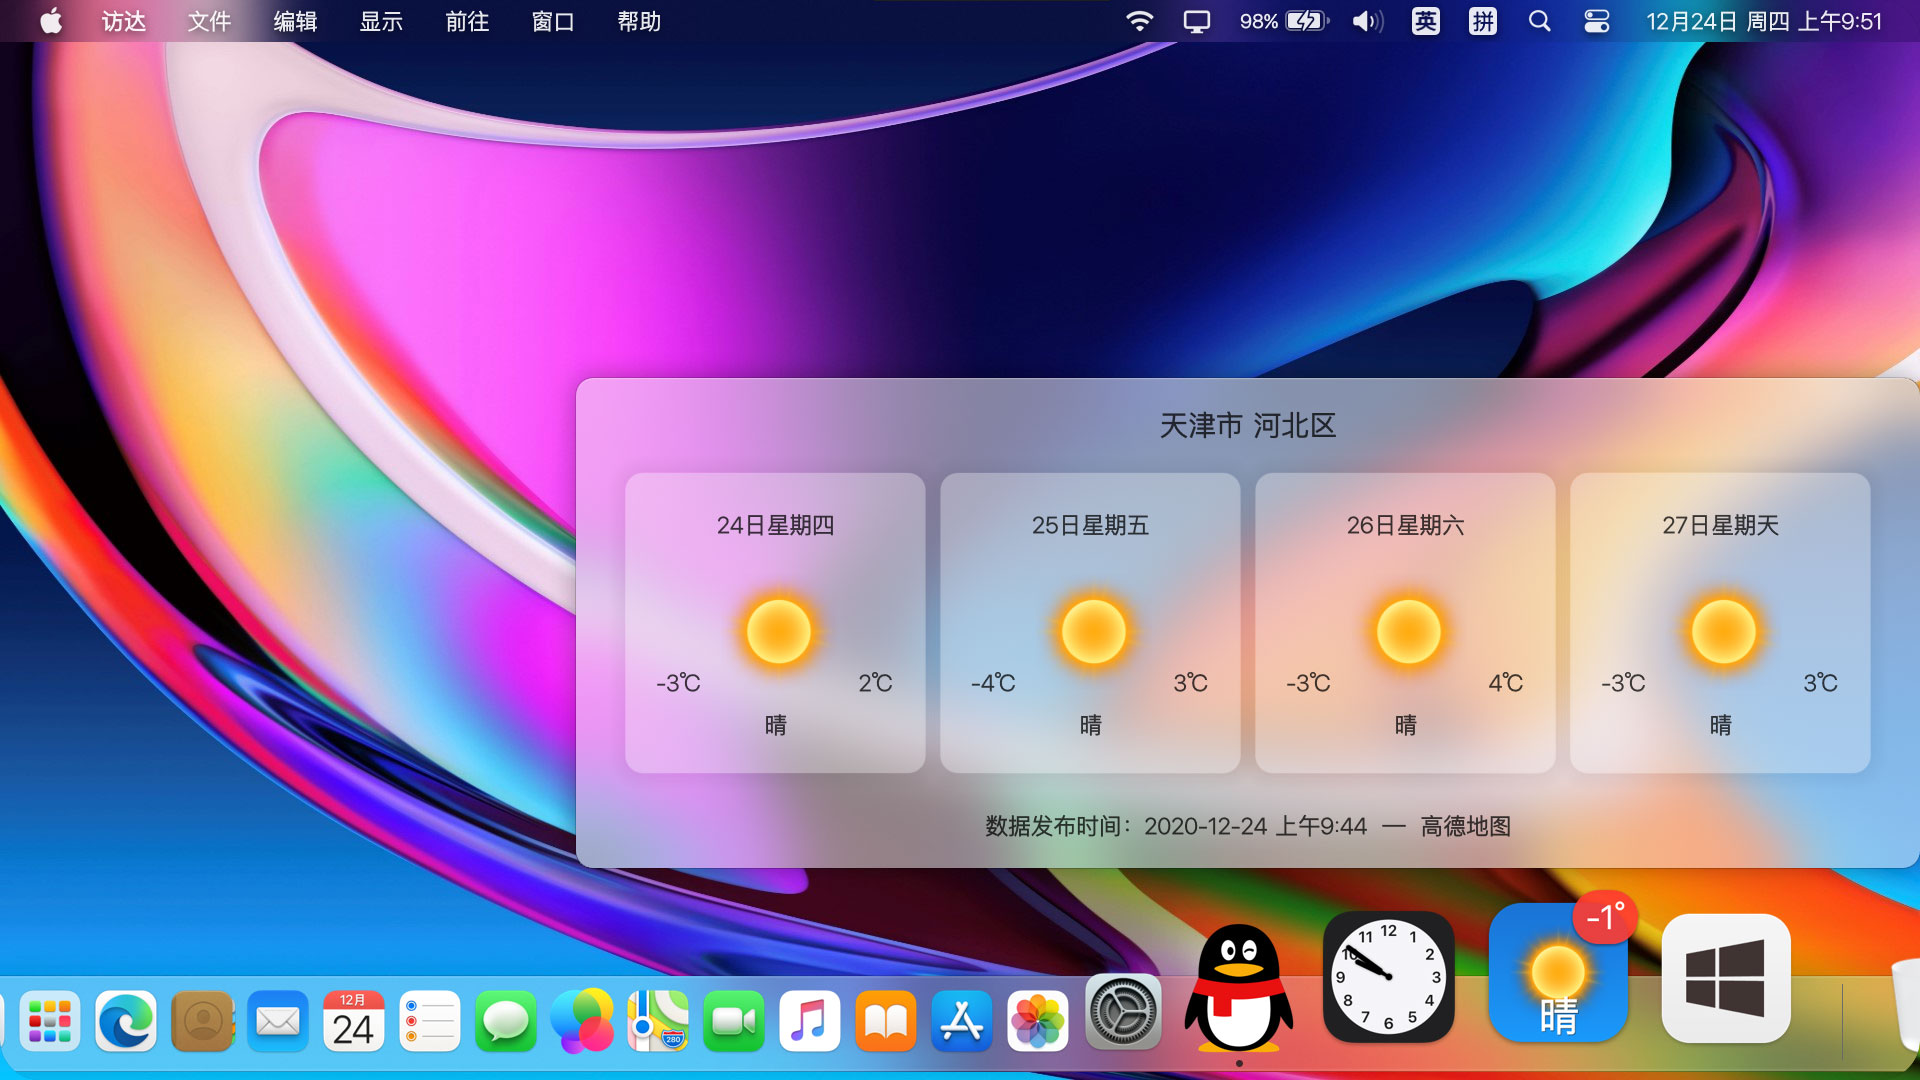 访达 文件 编辑 显示 前往 窗口 帮助 98% 英 拼 12月24日 周四 上午9:51
天津市 河北区
24日星期四 25日星期五 26日星期六 27日星期天
-3℃ 2℃ -4℃ 3℃ -3℃ 4℃ -3℃ 3℃
晴 晴 晴 晴
数据发布时间：2020-12-24 上午9:44 — 高德地图
-1°
12月
24
280
11 12 1
10 2
9 3
8 4
7 6 5
晴